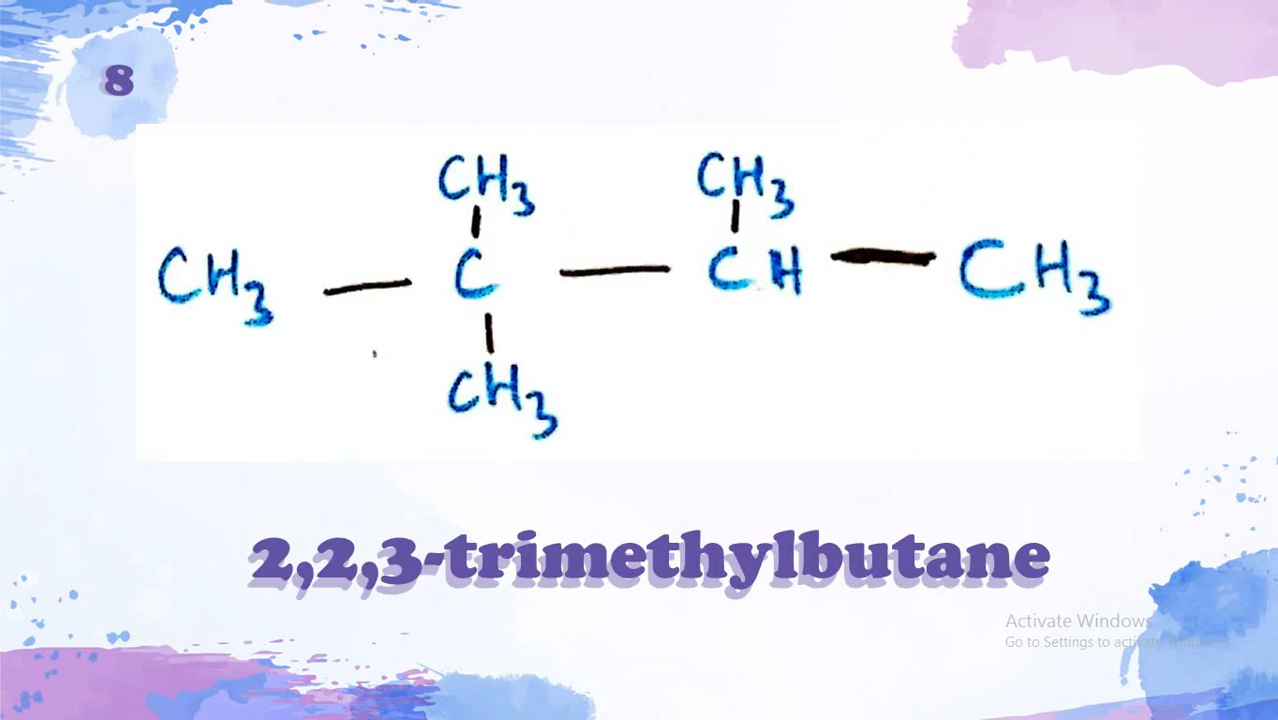 8
CH3 CH3
CH3 — C — CH — CH3
CH3
2,2,3-trimethylbutane
Activate Windows
Go to Settings to activate Windows.